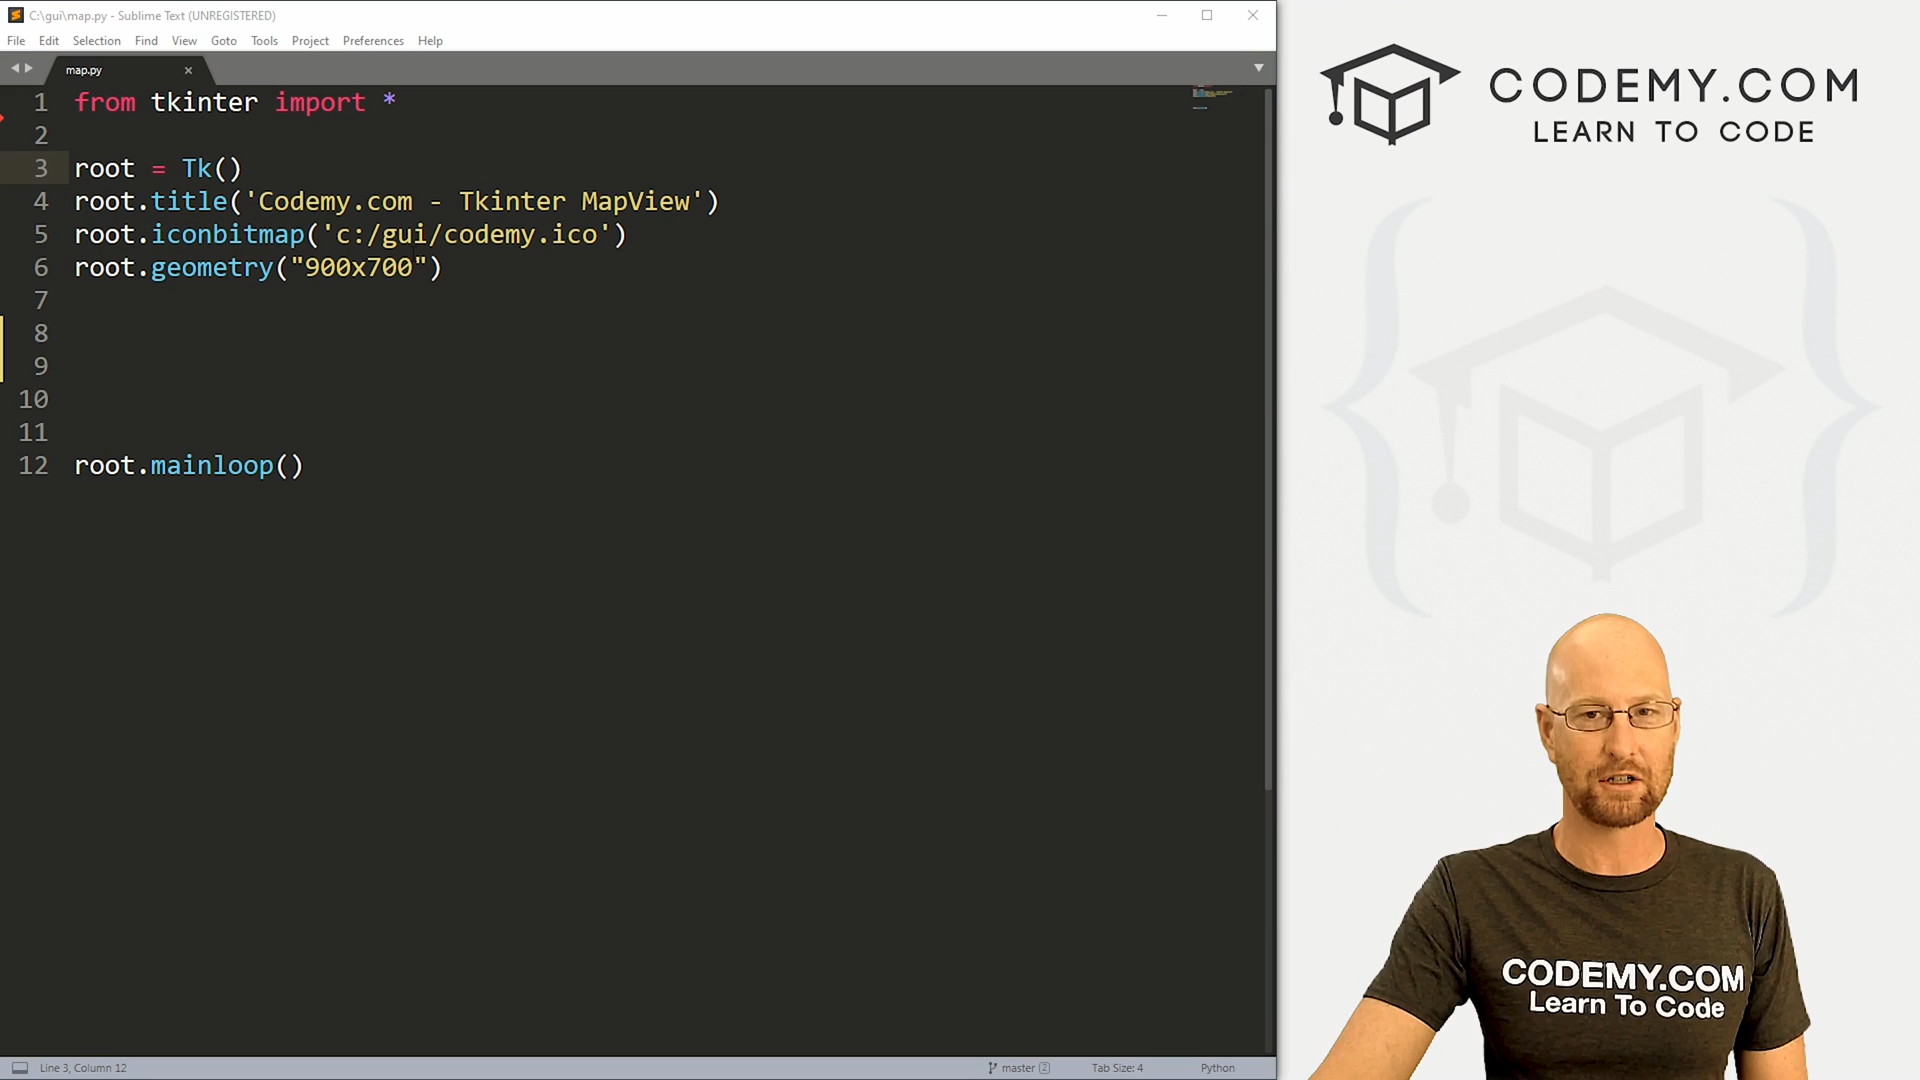 C:\gui\map.py - Sublime Text (UNREGISTERED)
File Edit Selection Find View Goto Tools Project Preferences Help
map.py
1 from tkinter import *
2
3 root = Tk()
4 root.title('Codemy.com - Tkinter MapView')
5 root.iconbitmap('c:/gui/codemy.ico')
6 root.geometry("900x700")
7
8
9
10
11
12 root.mainloop()
Line 3, Column 12
master 2
Tab Size: 4
Python
CODEMY.COM
LEARN TO CODE
CODEMY.COM
Learn To Code